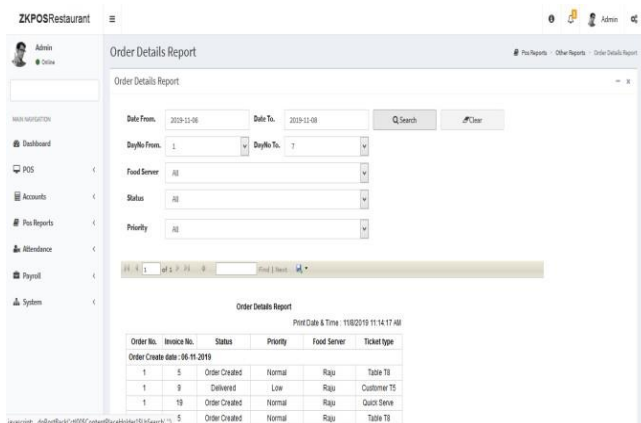 ZKPOSRestaurant
Admin
Admin
Online
Order Details Report
Pos Reports
Other Reports
Order Details Report
Order Details Report
MAIN NAVIGATION
Dashboard
POS
Accounts
Pos Reports
Attendance
Payroll
System
Date From. 2019-11-06 Date To. 2019-11-08 Search Clear
DayNo From. 1 DayNo To. 7
Food Server All
Status All
Priority All
1 of 1 Find | Next
Order Details Report
Print Date & Time : 11/8/2019 11:14:17 AM
Order No. Invoice No. Status Priority Food Server Ticket type
Order Create date : 06-11-2019
1 5 Order Created Normal Raju Table T8
1 9 Delivered Low Raju Customer T5
1 19 Order Created Normal Raju Quick Serve
5 Order Created Normal Raju Table T8